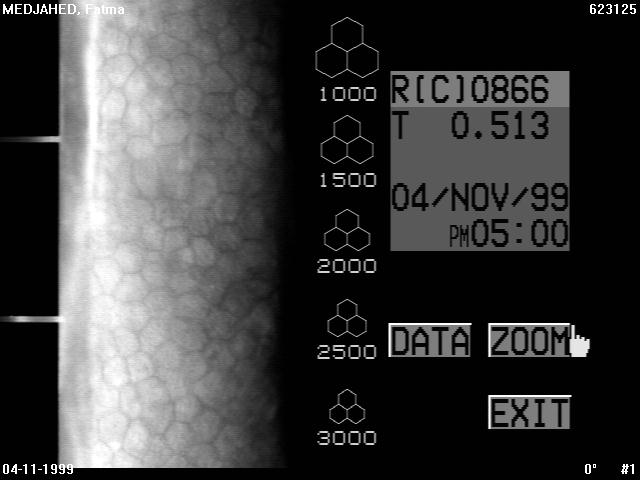 MEDJAHED, Fatma
623125
1000
1500
2000
2500
3000
R[C]0866
T 0.513
04/NOV/99
PM05:00
DATA ZOOM
EXIT
04-11-1999
0° #1